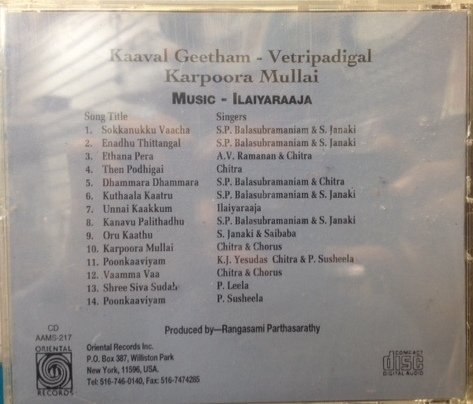 Kaaval Geetham - Vetripadigal
Karpoora Mullai
MUSIC - ILAIYARAAJA
Song Title Singers
1. Sokkanukku Vaacha S.P. Balasubramaniam & S. Janaki
2. Enadhu Thittangal S.P. Balasubramaniam & S. Janaki
3. Ethana Pera A.V. Ramanan & Chitra
4. Then Podhigai Chitra
5. Dhammara Dhammara S.P. Balasubramaniam & Chitra
6. Kuthaala Kaatru S.P. Balasubramaniam & S. Janaki
7. Unnai Kaakkum Ilaiyaraaja
8. Kanavu Palithadhu S.P. Balasubramaniam & S. Janaki
9. Oru Kaathu S. Janaki & Saibaba
10. Karpoora Mullai Chitra & Chorus
11. Poonkaaviyam K.J. Yesudas Chitra & P. Susheela
12. Vaamma Vaa Chitra & Chorus
13. Shree Siva Sudabe P. Leela
14. Poonkaaviyam P. Susheela
Produced by—Rangasami Parthasarathy
CD
AAMS-217
ORIENTAL
RECORDS
Oriental Records Inc.
P.O. Box 387, Williston Park
New York, 11596, USA.
Tel: 516-746-0140, Fax: 516-7474265
COMPACT
disc
DIGITAL AUDIO